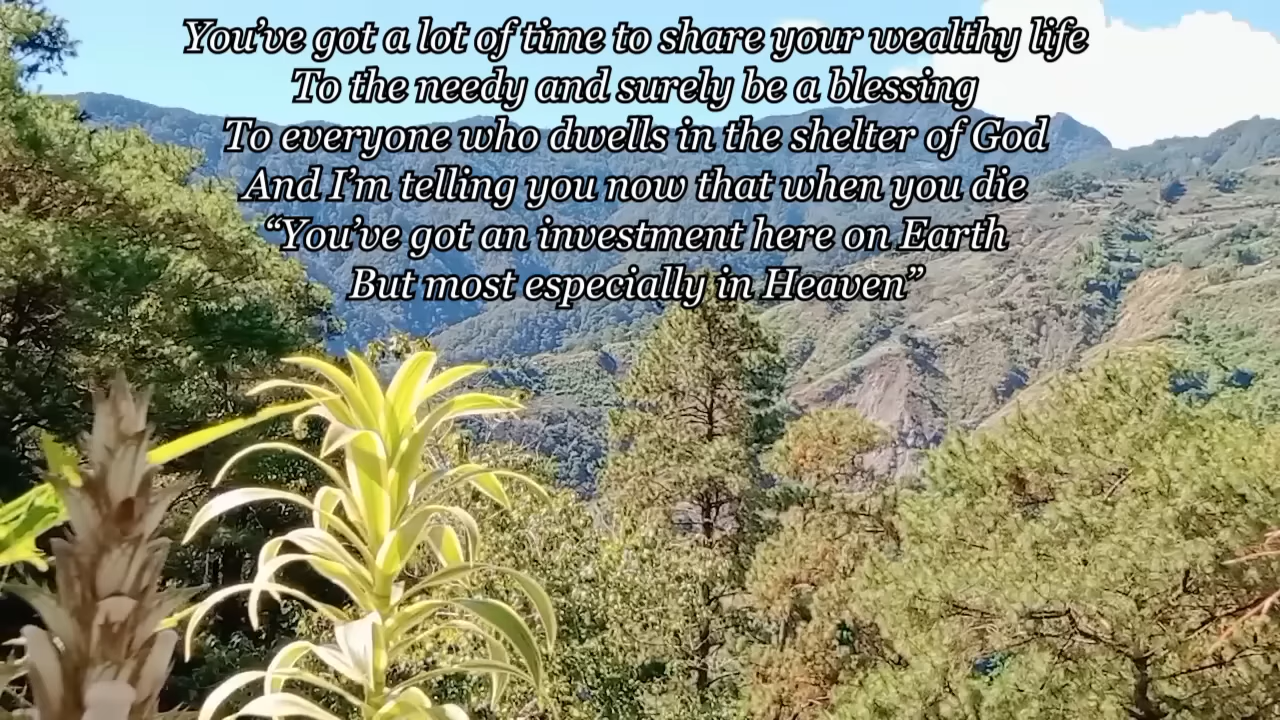 You’ve got a lot of time to share your wealthy life
To the needy and surely be a blessing
To everyone who dwells in the shelter of God
And I’m telling you now that when you die
“You’ve got an investment here on Earth
But most especially in Heaven”